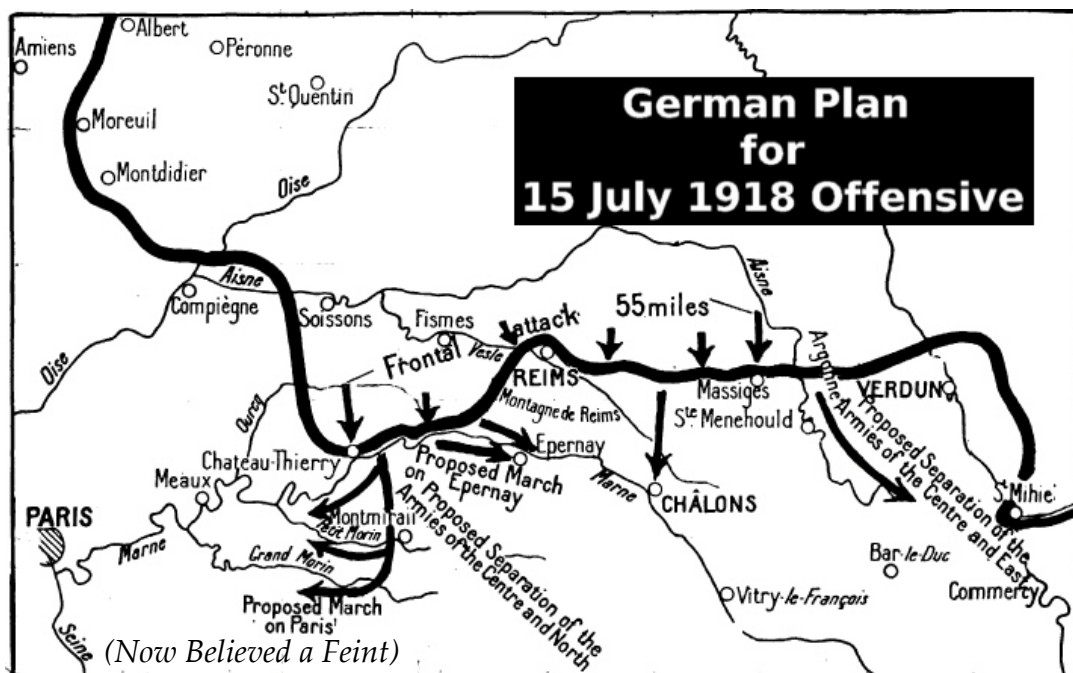 Albert
Amiens
Péronne
St. Quentin
German Plan
for
15 July 1918 Offensive
Moreuil
Montdidier
Oise
Aisne
Aisne
Compiègne
Soissons
Fismes
attack
55 miles
Vesle
Frontal
REIMS
Oise
Massiges
Argonne
VERDUN
Montagne de Reims
Ste Menehould
Ourcq
Chateau-Thierry
Epernay
Proposed March
on Epernay
Marne
CHÂLONS
Meaux
St. Mihiel
PARIS
Montmirail
Petit Morin
Marne
Grand Morin
Proposed Separation of the
Armies of the Centre and North
Proposed Separation of the
Armies of the Centre and East
Bar-le-Duc
Commercy
Proposed March
on Paris
Vitry-le-François
Seine
(Now Believed a Feint)